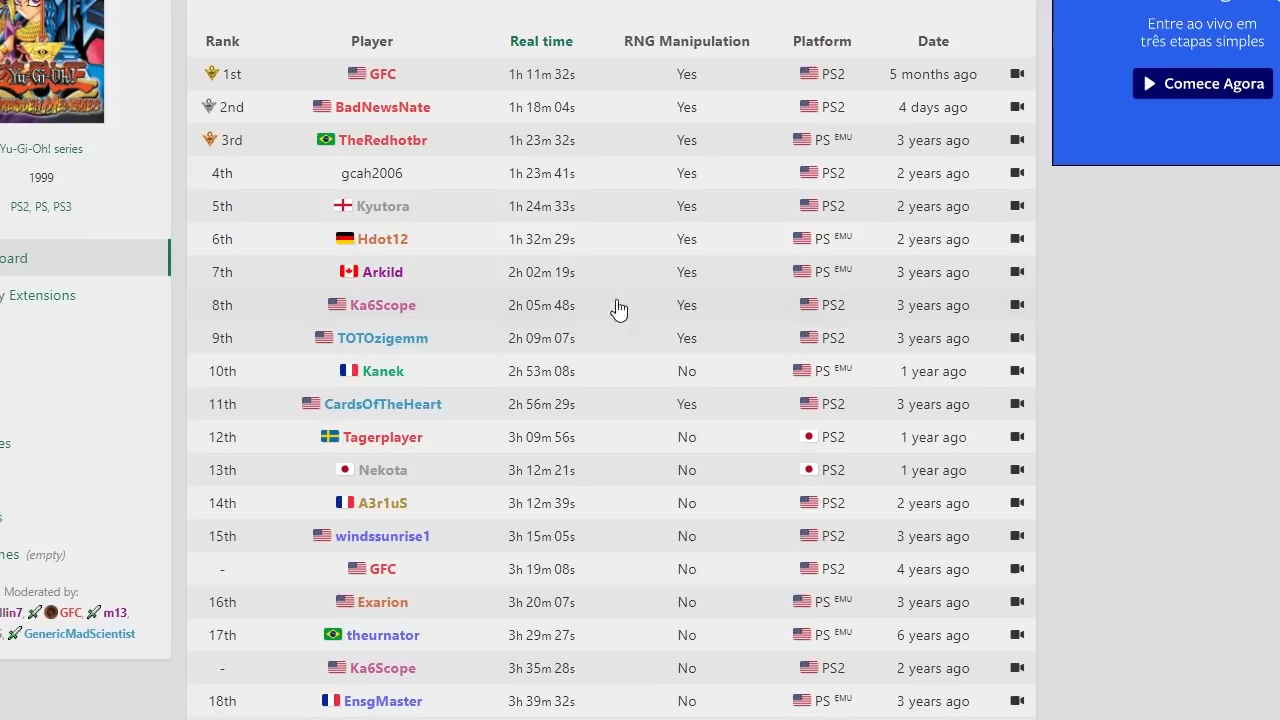 Yu-Gi-Oh!
Yu-Gi-Oh! series
1999
PS2, PS, PS3
oard
y Extensions
es
s
mes (empty)
Moderated by:
llin7, GFC, m13,
GenericMadScientist
Rank Player Real time RNG Manipulation Platform Date
1st GFC 1h 11m 32s Yes PS2 5 months ago
2nd BadNewsNate 1h 18m 04s Yes PS2 4 days ago
3rd TheRedhotbr 1h 23m 32s Yes PS EMU 3 years ago
4th gcah2006 1h 23m 41s Yes PS2 2 years ago
5th Kyutora 1h 24m 33s Yes PS2 2 years ago
6th Hdot12 1h 32m 29s Yes PS EMU 2 years ago
7th Arkild 2h 02m 19s Yes PS EMU 3 years ago
8th Ka6Scope 2h 05m 48s Yes PS2 3 years ago
9th TOTOzigemm 2h 09m 07s Yes PS2 3 years ago
10th Kanek 2h 55m 08s No PS EMU 1 year ago
11th CardsOfTheHeart 2h 56m 29s Yes PS2 3 years ago
12th Tagerplayer 3h 09m 56s No PS2 1 year ago
13th Nekota 3h 12m 21s No PS2 1 year ago
14th A3r1uS 3h 12m 39s No PS2 2 years ago
15th windssunrise1 3h 15m 05s No PS2 3 years ago
- GFC 3h 19m 08s No PS2 4 years ago
16th Exarion 3h 20m 07s No PS EMU 3 years ago
17th theurnator 3h 29m 27s No PS EMU 6 years ago
- Ka6Scope 3h 35m 28s No PS2 2 years ago
18th EnsgMaster 3h 39m 32s No PS EMU 3 years ago
Entre ao vivo em
três etapas simples
Comece Agora